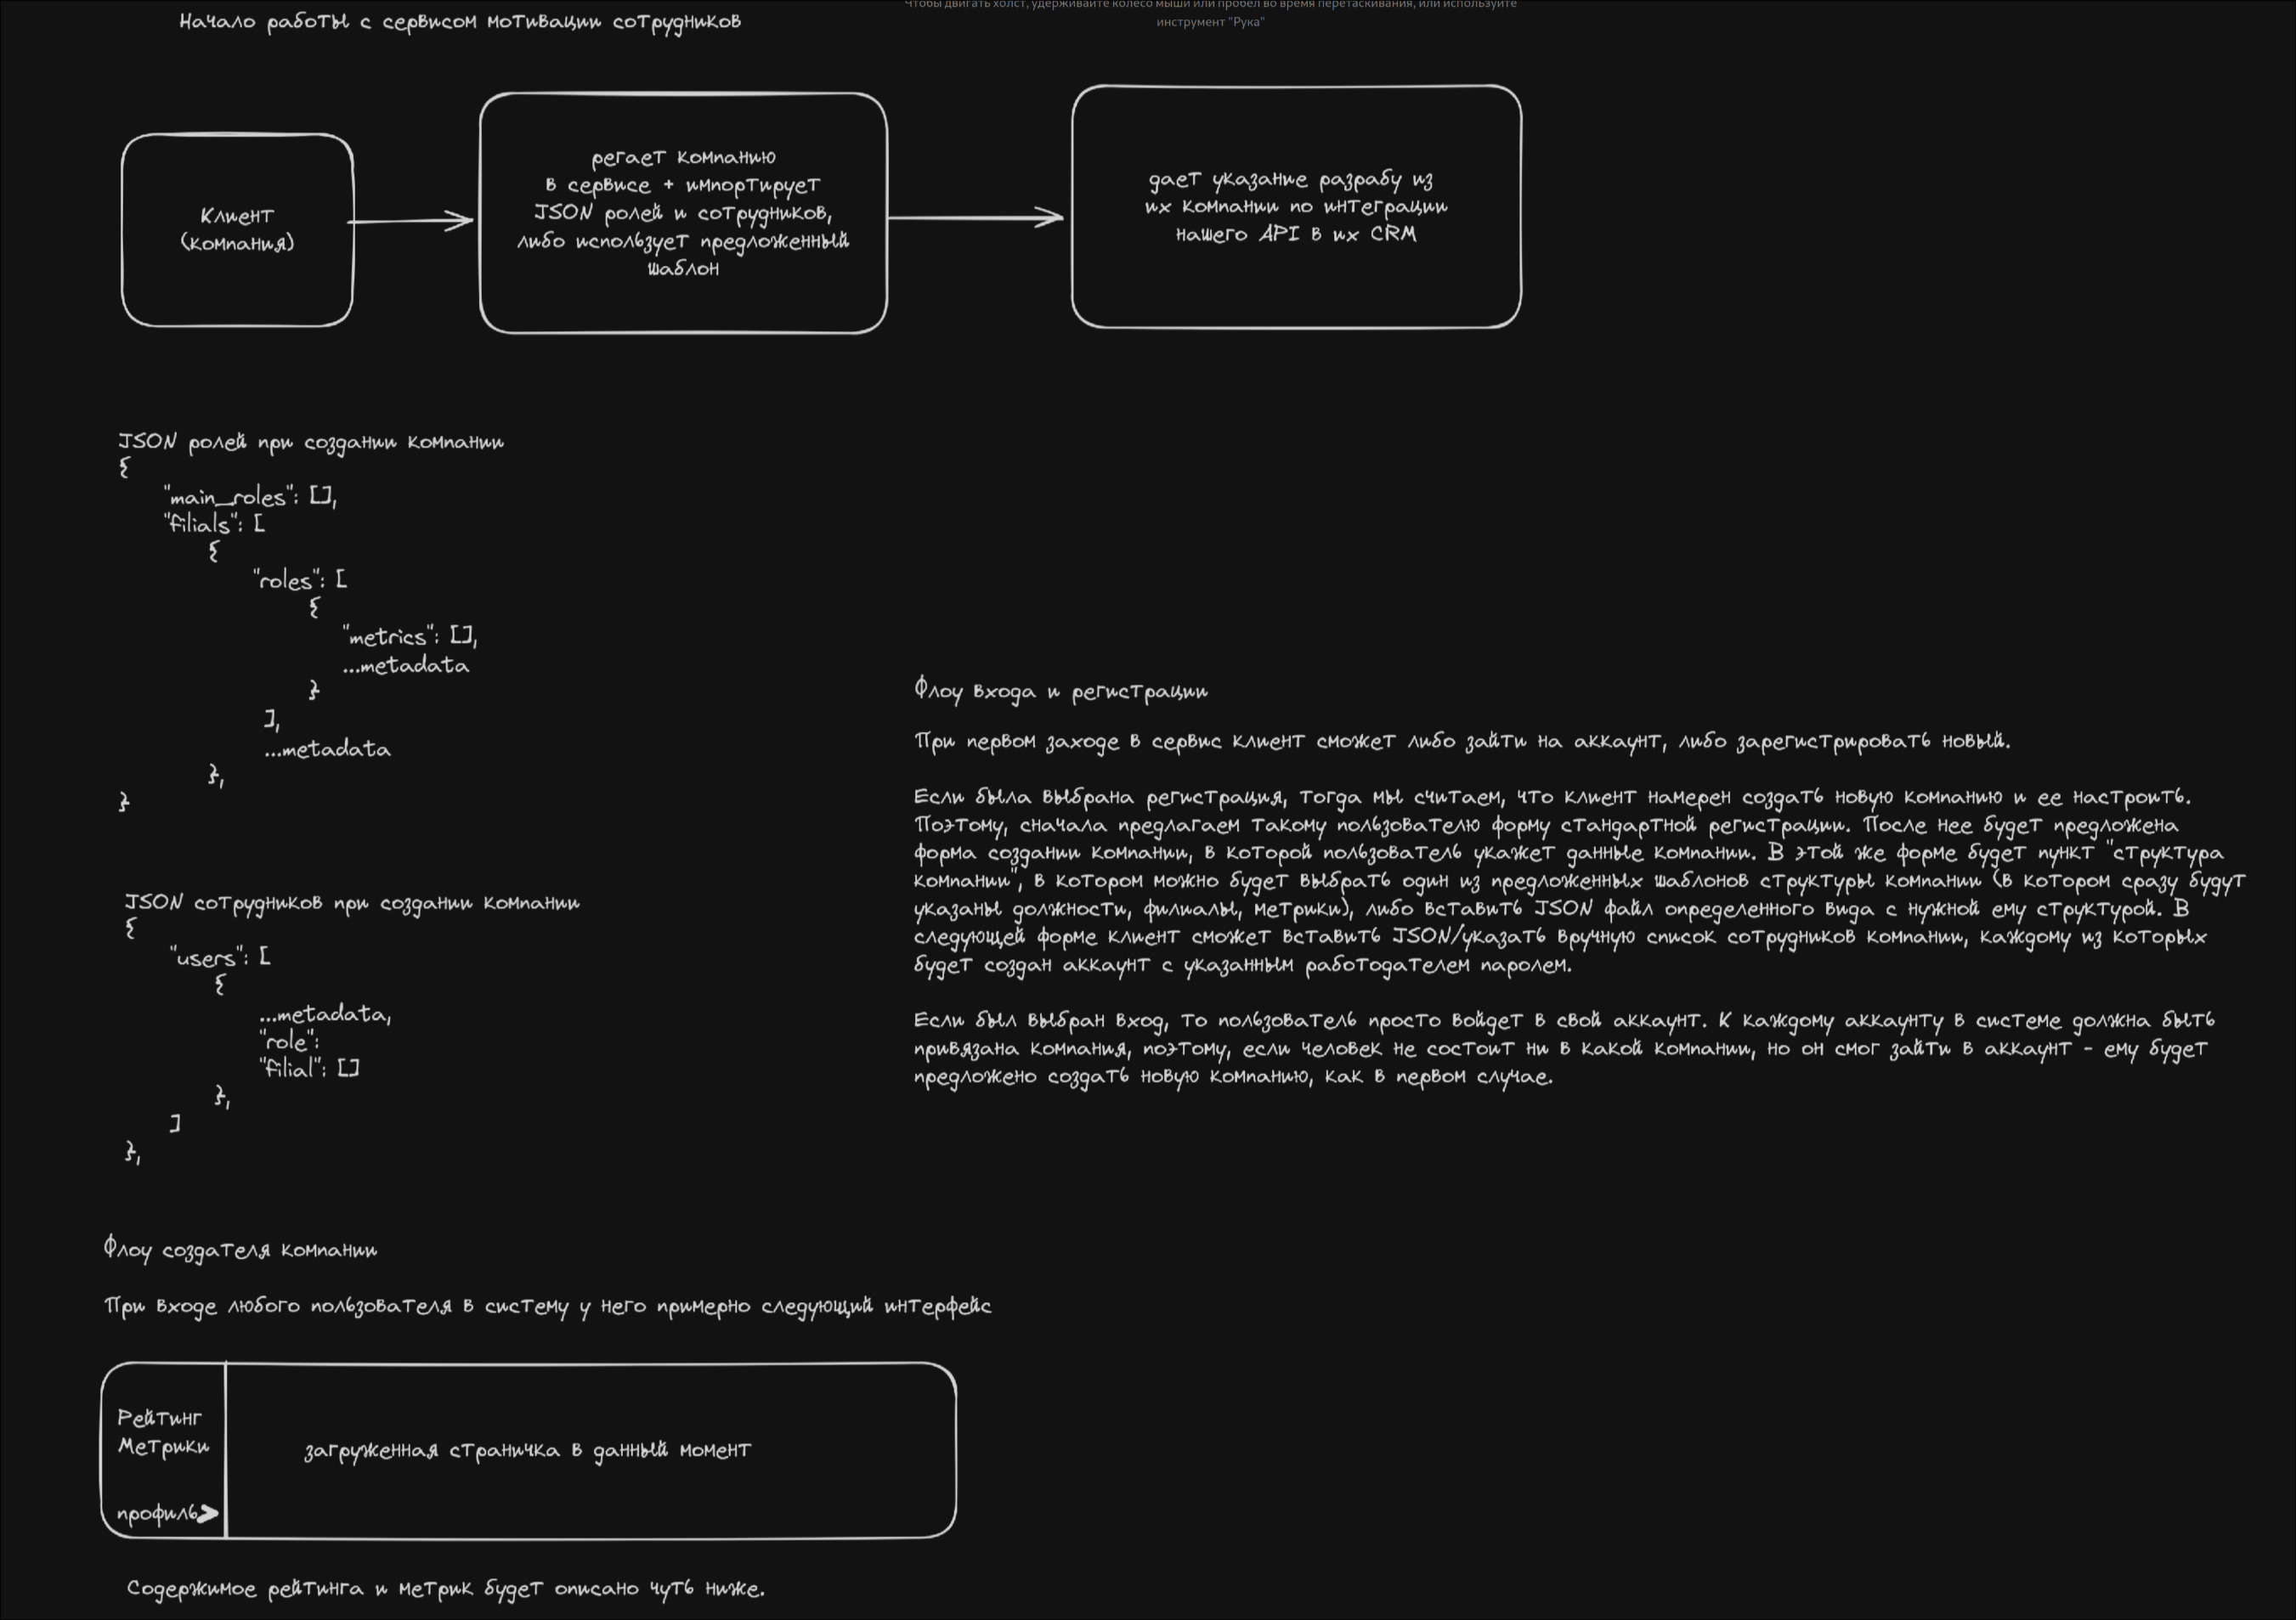 Чтобы двигать холст, удерживайте колесо мыши или пробел во время перетаскивания, или используйте
инструмент "Рука"
Начало работы с сервисом мотивации сотрудников
Клиент
(компания)
регает компанию
в сервисе + импортирует
JSON ролей и сотрудников,
либо использует предложенный
шаблон
дает указание разрабу из
их компании по интеграции
нашего API в их CRM
JSON ролей при создании компании
{
"main_roles": [],
"filials": [
{
"roles": [
{
"metrics": [],
...metadata
}
],
...metadata
},
}
JSON сотрудников при создании компании
{
"users": [
{
...metadata,
"role":
"filial": []
},
]
},
Флоу входа и регистрации
При первом заходе в сервис клиент сможет либо зайти на аккаунт, либо зарегистрировать новый.
Если была выбрана регистрация, тогда мы считаем, что клиент намерен создать новую компанию и ее настроить.
Поэтому, сначала предлагаем такому пользователю форму стандартной регистрации. После нее будет предложена
форма создании компании, в которой пользователь укажет данные компании. В этой же форме будет пункт "структура
компании", в котором можно будет выбрать один из предложенных шаблонов структуры компании (в котором сразу будут
указаны должности, филиалы, метрики), либо вставить JSON файл определенного вида с нужной ему структурой. В
следующей форме клиент сможет вставить JSON/указать вручную список сотрудников компании, каждому из которых
будет создан аккаунт с указанным работодателем паролем.
Если был выбран вход, то пользователь просто войдет в свой аккаунт. К каждому аккаунту в системе должна быть
привязана компания, поэтому, если человек не состоит ни в какой компании, но он смог зайти в аккаунт - ему будет
предложено создать новую компанию, как в первом случае.
Флоу создателя компании
При входе любого пользователя в систему у него примерно следующий интерфейс
Рейтинг
Метрики
профиль
загруженная страничка в данный момент
Содержимое рейтинга и метрик будет описано чуть ниже.